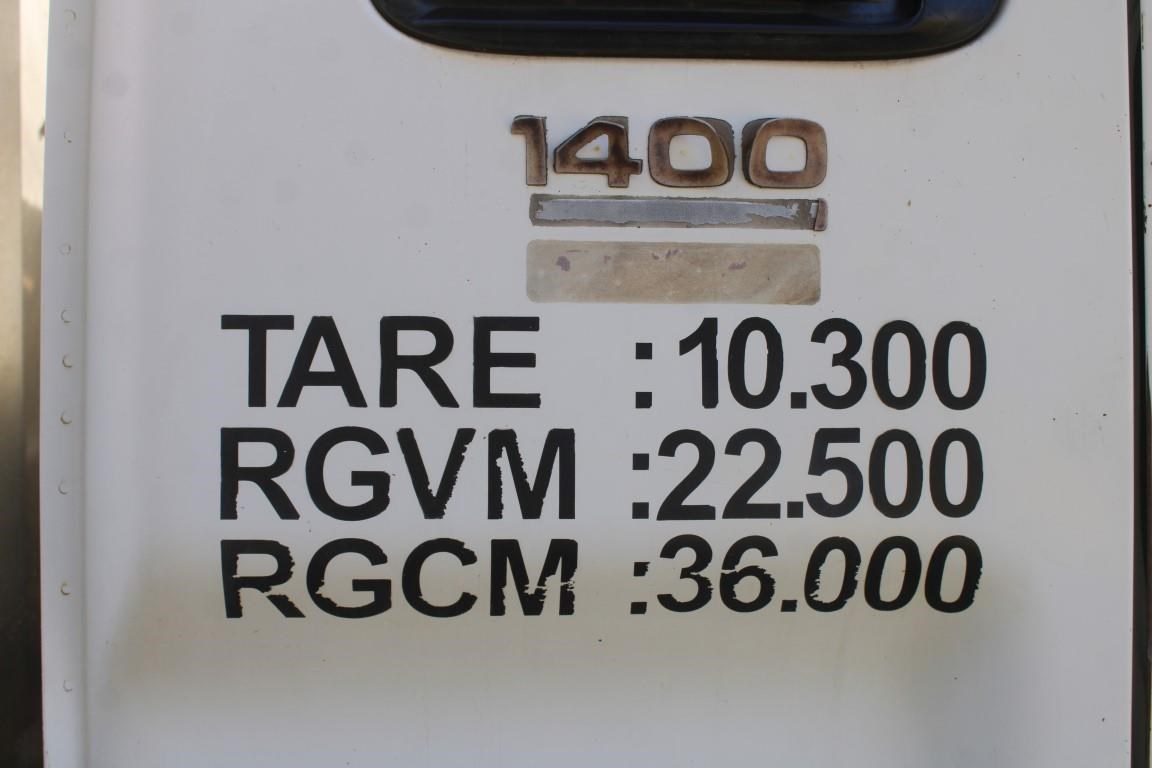 1400
TARE :10.300
RGVM :22.500
RGCM :36.000